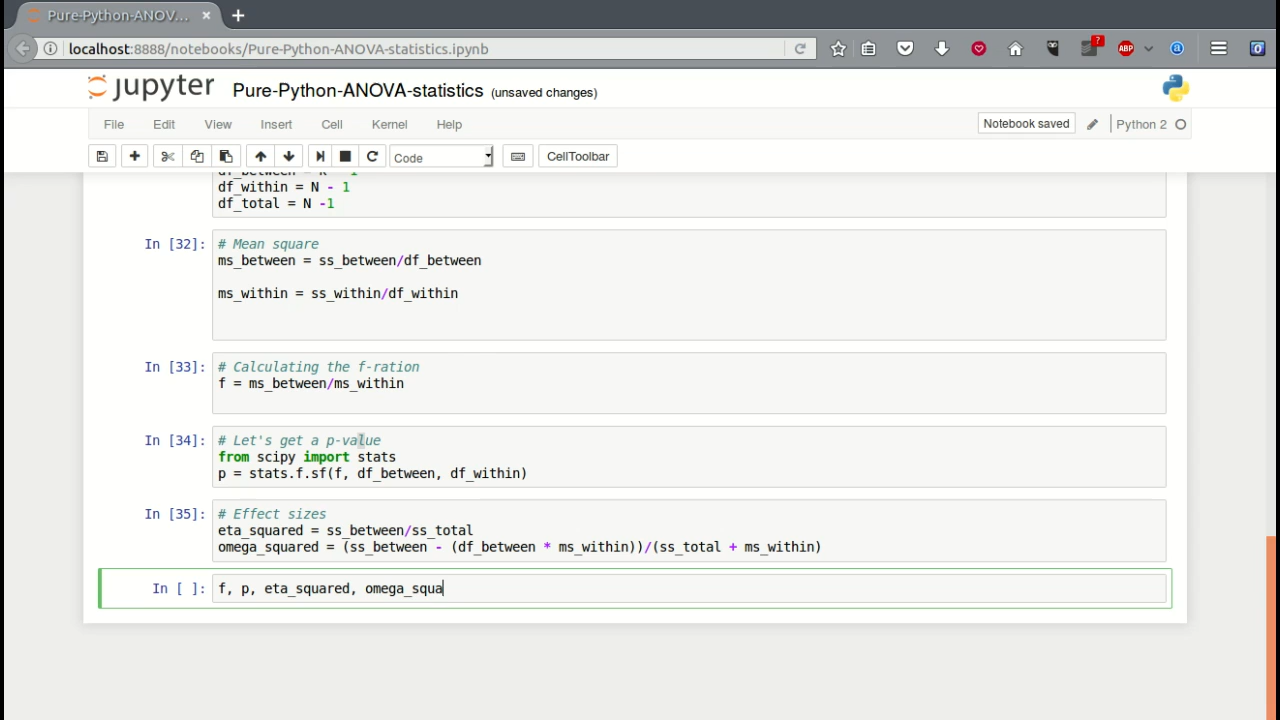 Pure-Python-ANOV...
localhost:8888/notebooks/Pure-Python-ANOVA-statistics.ipynb
?
ABP
a
jupyter Pure-Python-ANOVA-statistics (unsaved changes)
File Edit View Insert Cell Kernel Help Notebook saved Python 2
Code CellToolbar
df_between = K - 1
df_within = N - 1
df_total = N -1
In [32]: # Mean square
ms_between = ss_between/df_between
ms_within = ss_within/df_within
In [33]: # Calculating the f-ration
f = ms_between/ms_within
In [34]: # Let's get a p-value
from scipy import stats
p = stats.f.sf(f, df_between, df_within)
In [35]: # Effect sizes
eta_squared = ss_between/ss_total
omega_squared = (ss_between - (df_between * ms_within))/(ss_total + ms_within)
In [ ]: f, p, eta_squared, omega_squa